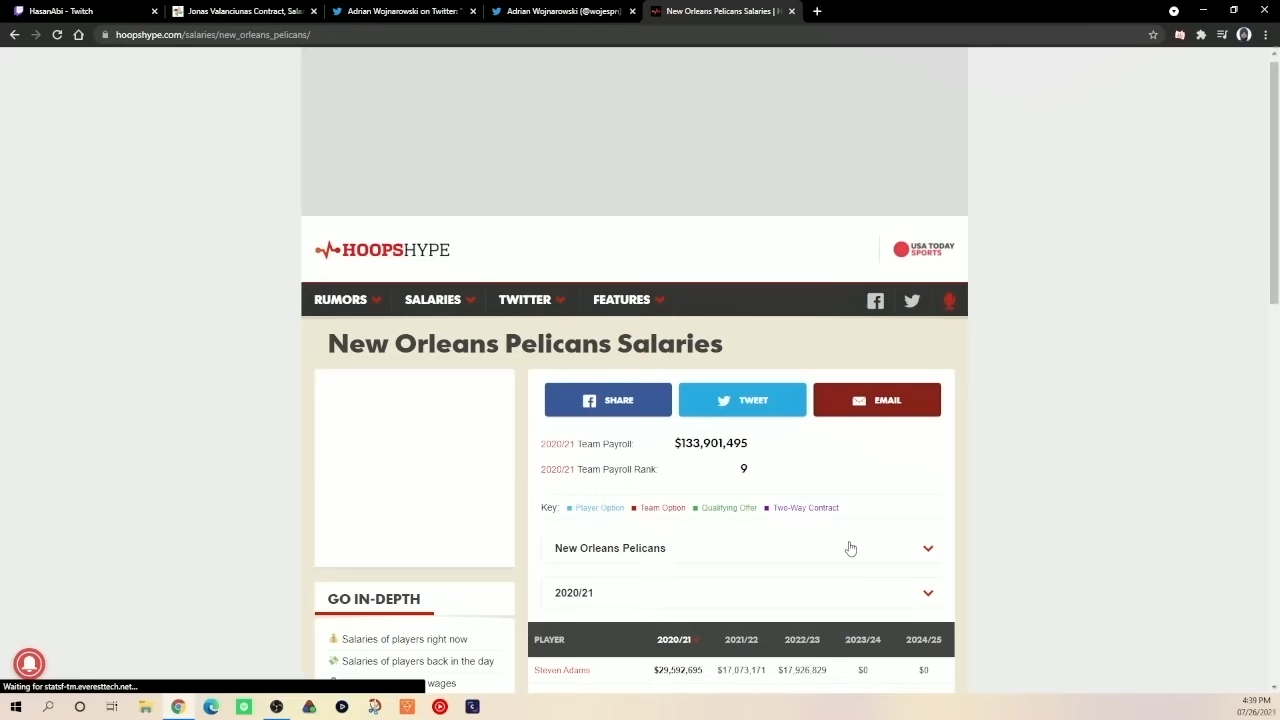 HasanAbi - Twitch
Jonas Valanciunas Contract, Sala
Adrian Wojnarowski on Twitter: "
Adrian Wojnarowski (@wojespn)
New Orleans Pelicans Salaries | H
hoopshype.com/salaries/new_orleans_pelicans/
HOOPSHYPE
USA TODAY
SPORTS
RUMORS
SALARIES
TWITTER
FEATURES
New Orleans Pelicans Salaries
SHARE
TWEET
EMAIL
2020/21 Team Payroll: $133,901,495
2020/21 Team Payroll Rank: 9
Key: Player Option Team Option Qualifying Offer Two-Way Contract
New Orleans Pelicans
2020/21
GO IN-DEPTH
Salaries of players right now
Salaries of players back in the day
wages
PLAYER 2020/21 2021/22 2022/23 2023/24 2024/25
Steven Adams $29,592,695 $17,073,171 $17,926,829 $0 $0
Waiting for statsf-tm.everesttech.net...
4:39 PM
07/26/2021